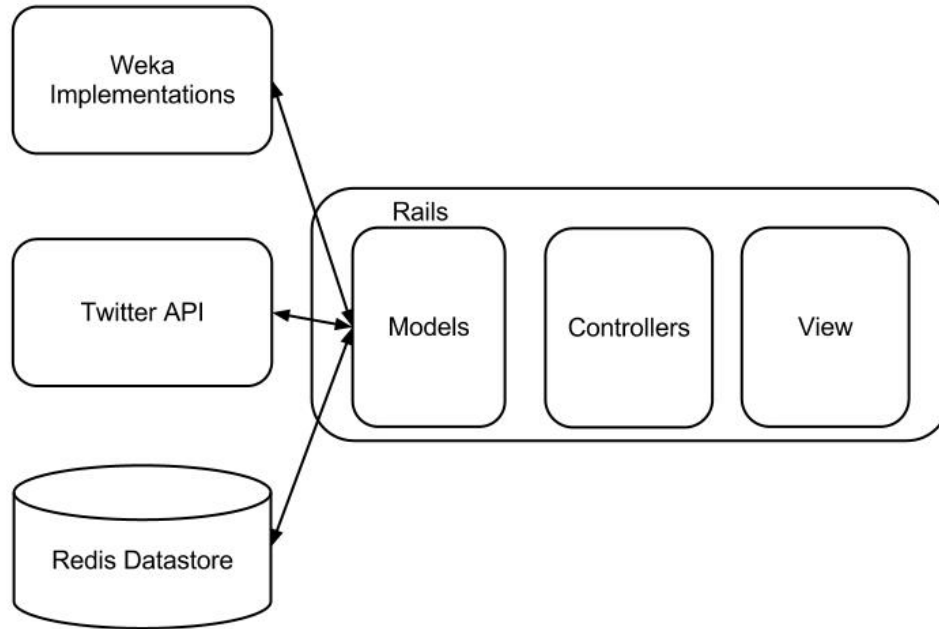 Weka
Implementations
Rails
Twitter API
Models
Controllers
View
Redis Datastore